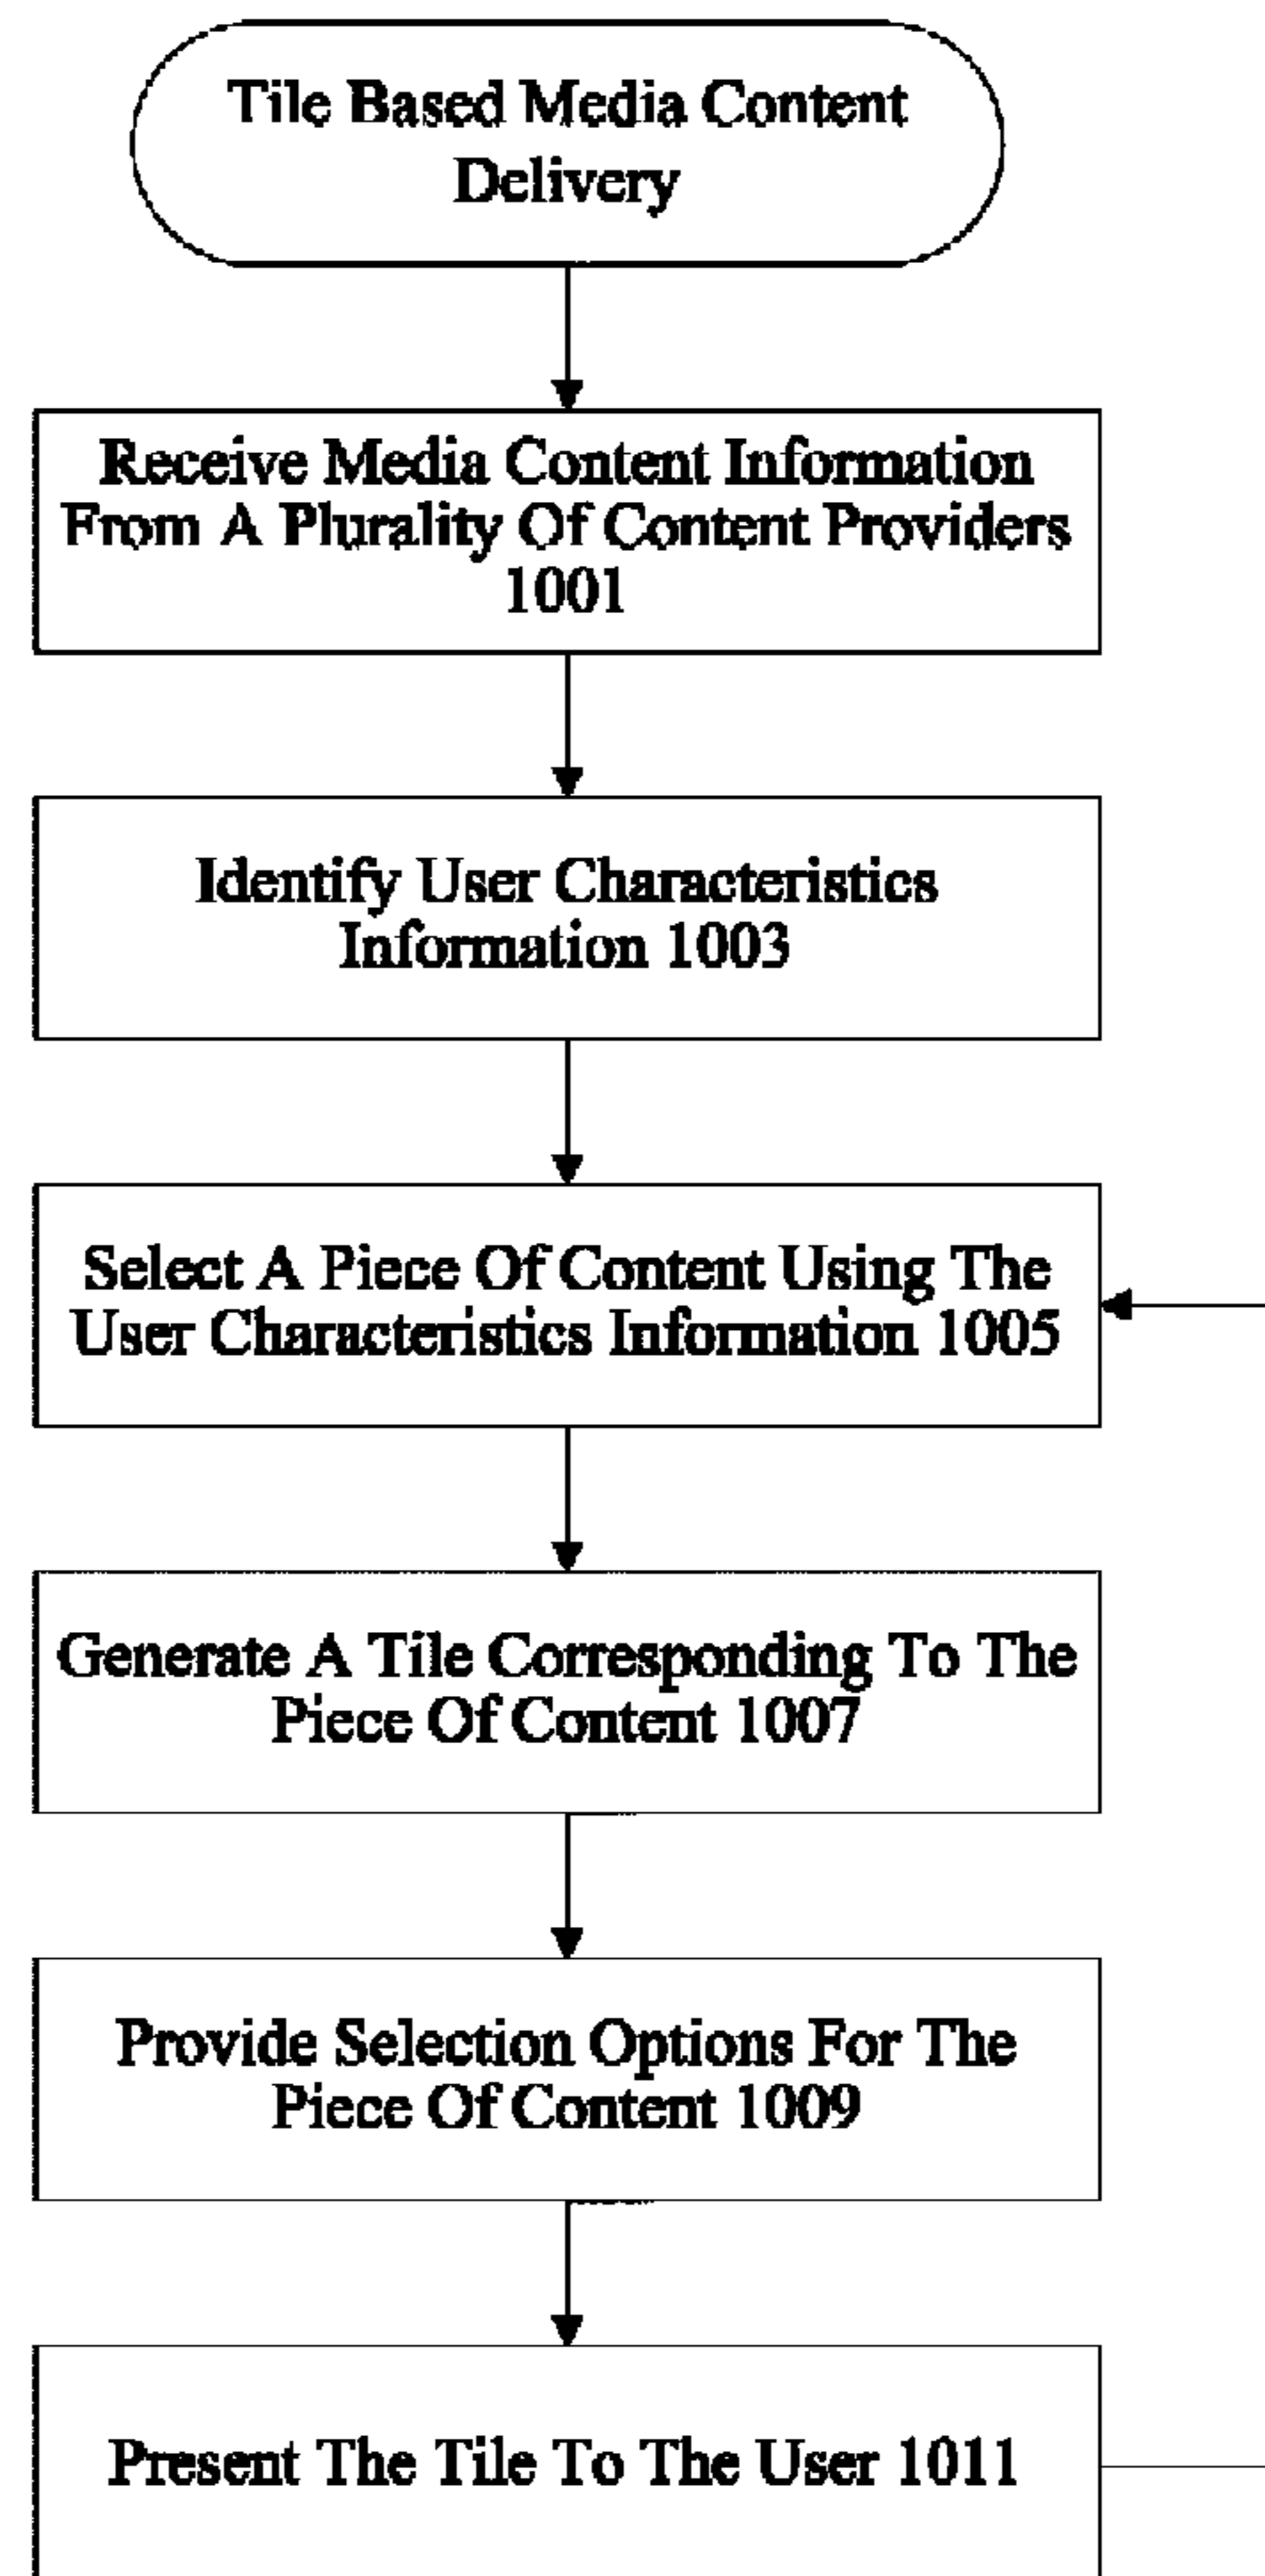 Tile Based Media Content
Delivery
Receive Media Content Information
From A Plurality Of Content Providers
1001
Identify User Characteristics
Information 1003
Select A Piece Of Content Using The
User Characteristics Information 1005
Generate A Tile Corresponding To The
Piece Of Content 1007
Provide Selection Options For The
Piece Of Content 1009
Present The Tile To The User 1011